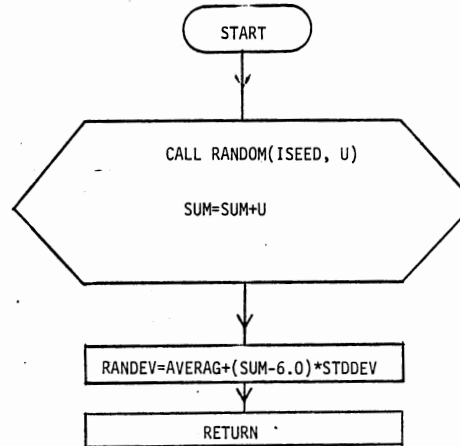 START
CALL RANDOM(ISEED, U)
SUM=SUM+U
RANDEV=AVERAG+(SUM-6.0)*STDDEV
RETURN